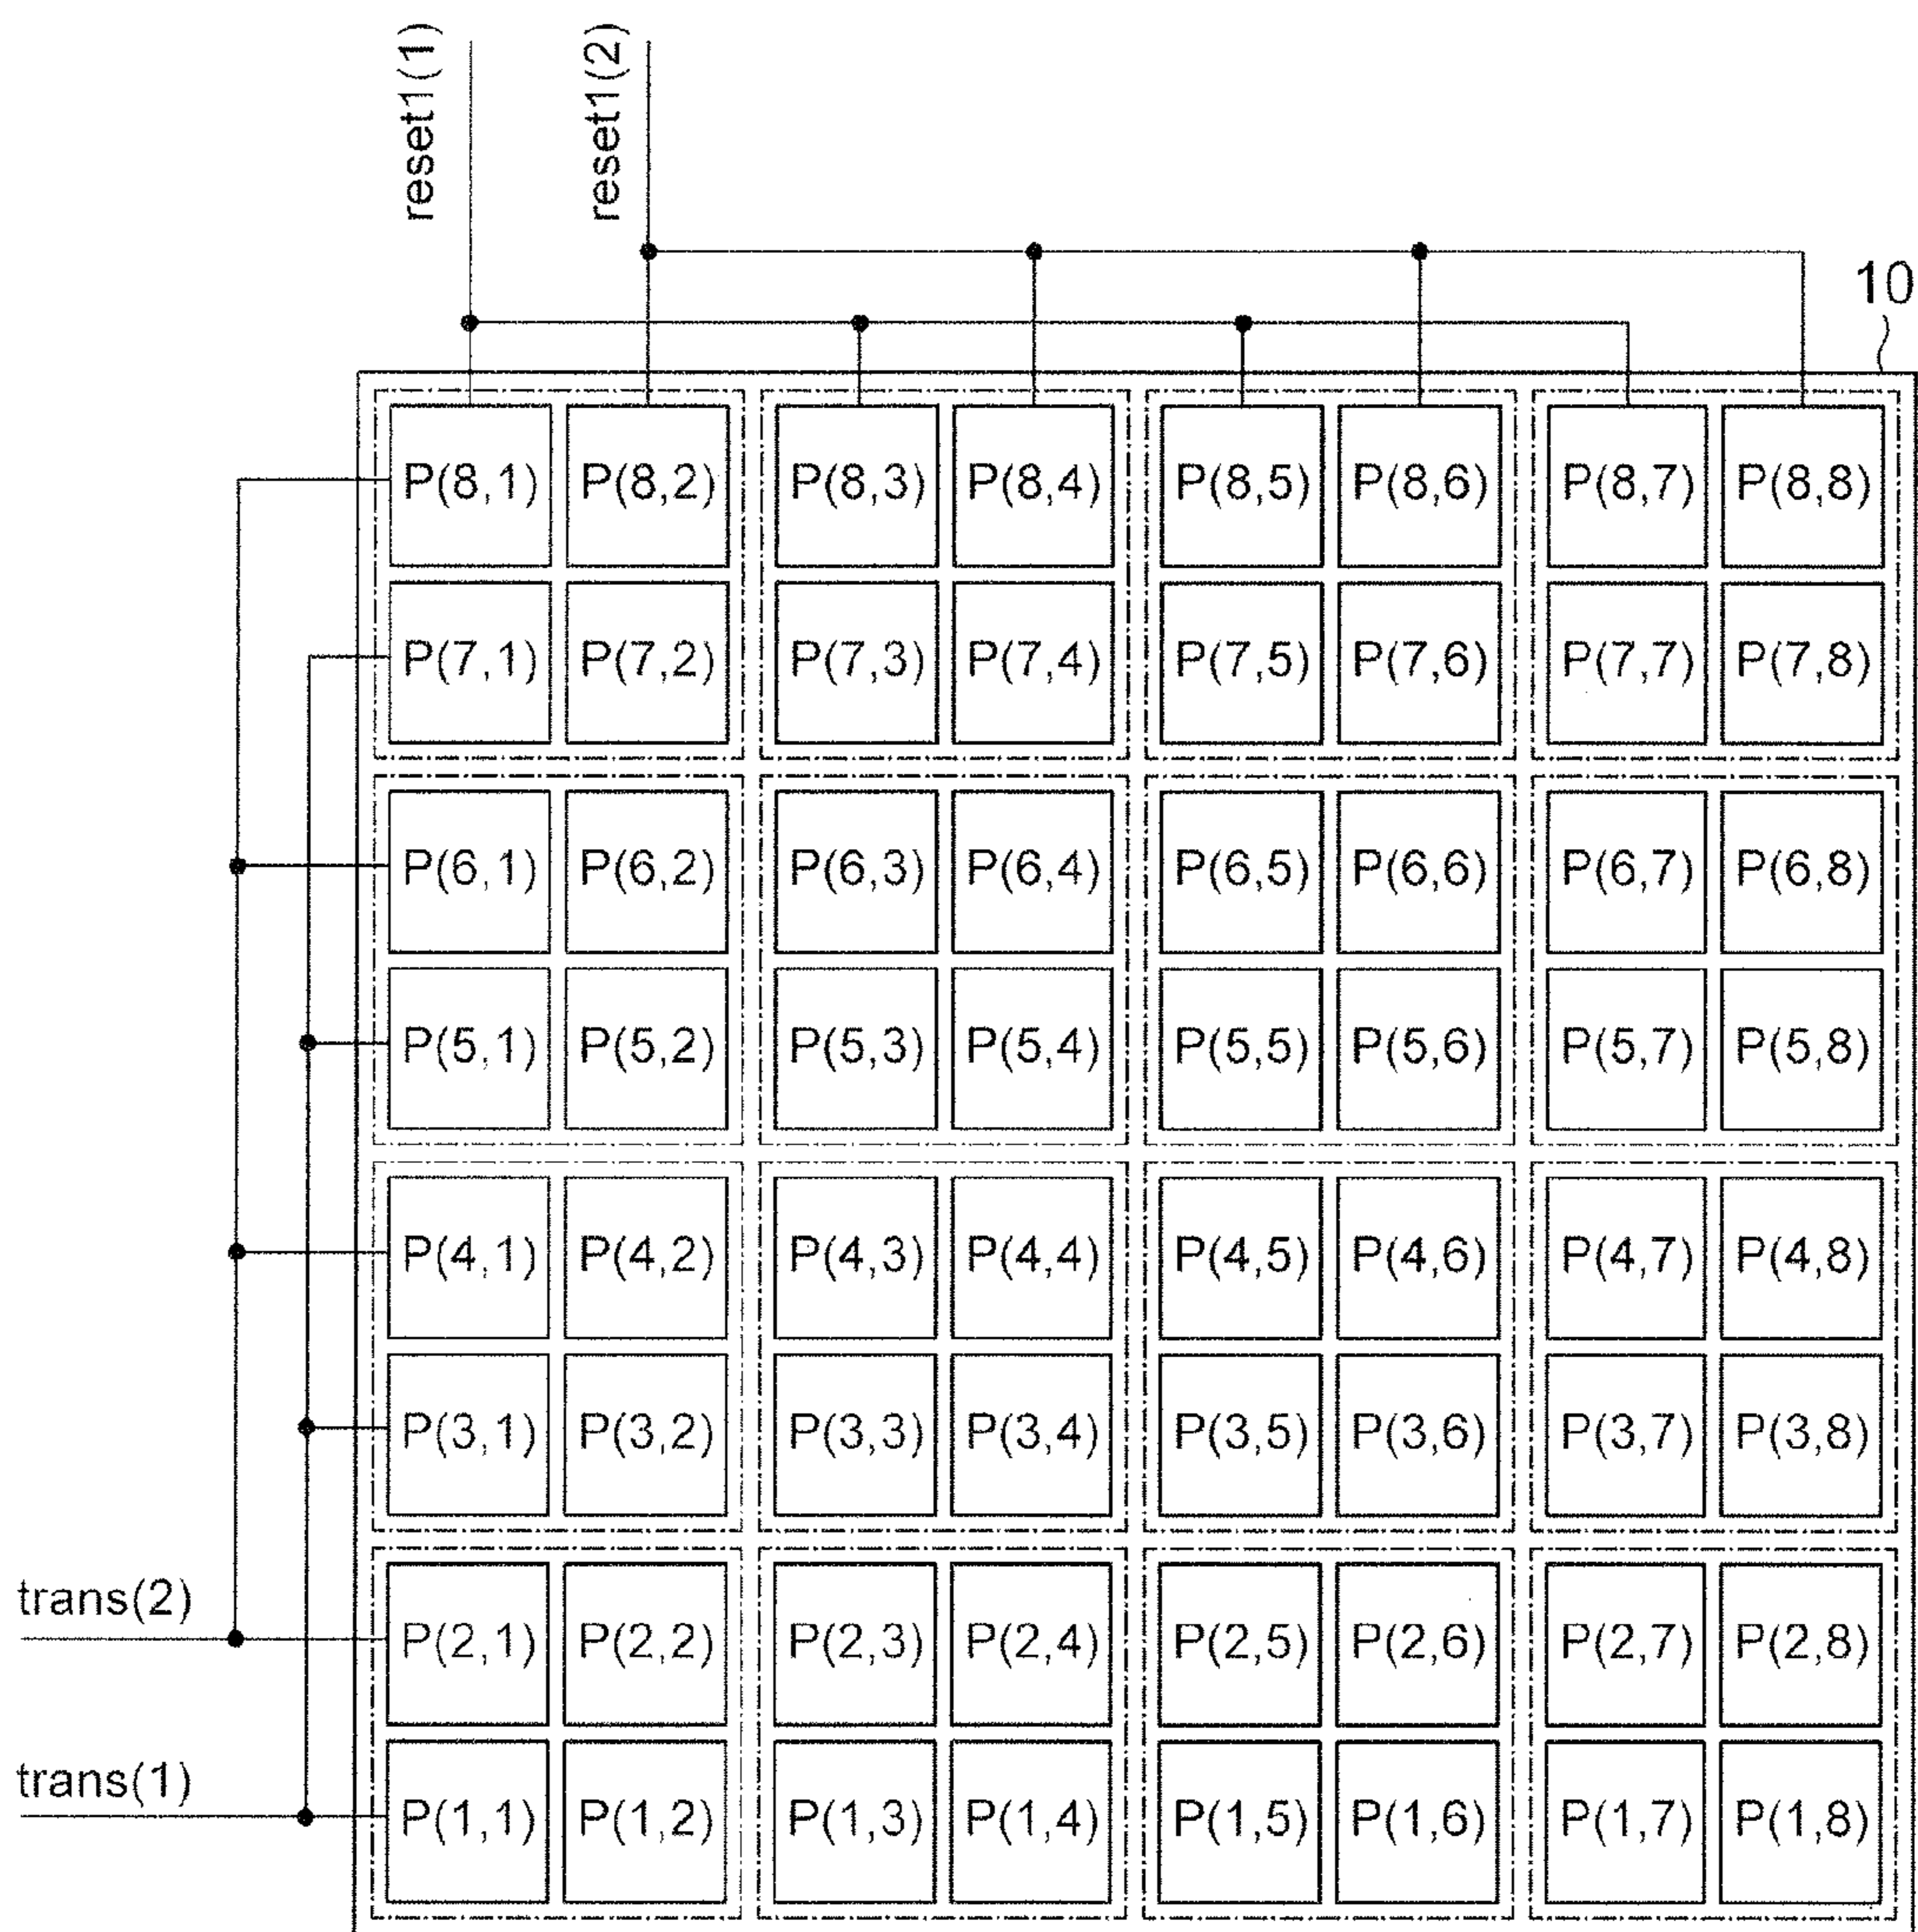 reset1(1)
reset1(2)
10
P(8,1) P(8,2) P(8,3) P(8,4) P(8,5) P(8,6) P(8,7) P(8,8)
P(7,1) P(7,2) P(7,3) P(7,4) P(7,5) P(7,6) P(7,7) P(7,8)
P(6,1) P(6,2) P(6,3) P(6,4) P(6,5) P(6,6) P(6,7) P(6,8)
P(5,1) P(5,2) P(5,3) P(5,4) P(5,5) P(5,6) P(5,7) P(5,8)
P(4,1) P(4,2) P(4,3) P(4,4) P(4,5) P(4,6) P(4,7) P(4,8)
P(3,1) P(3,2) P(3,3) P(3,4) P(3,5) P(3,6) P(3,7) P(3,8)
trans(2)
P(2,1) P(2,2) P(2,3) P(2,4) P(2,5) P(2,6) P(2,7) P(2,8)
trans(1)
P(1,1) P(1,2) P(1,3) P(1,4) P(1,5) P(1,6) P(1,7) P(1,8)